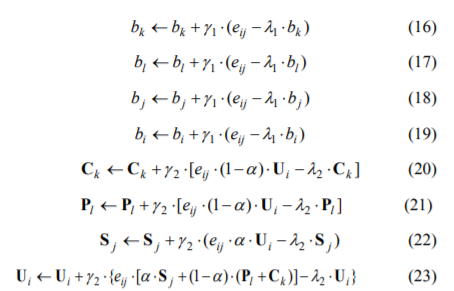 b_k ← b_k + γ_1 · (e_ij − λ_1 · b_k) (16)
b_l ← b_l + γ_1 · (e_ij − λ_1 · b_l) (17)
b_j ← b_j + γ_1 · (e_ij − λ_1 · b_j) (18)
b_i ← b_i + γ_1 · (e_ij − λ_1 · b_i) (19)
C_k ← C_k + γ_2 · [e_ij · (1−α) · U_i − λ_2 · C_k] (20)
P_l ← P_l + γ_2 · [e_ij · (1−α) · U_i − λ_2 · P_l] (21)
S_j ← S_j + γ_2 · (e_ij · α · U_i − λ_2 · S_j) (22)
U_i ← U_i + γ_2 · {e_ij · [α · S_j + (1−α) · (P_l + C_k)] − λ_2 · U_i} (23)